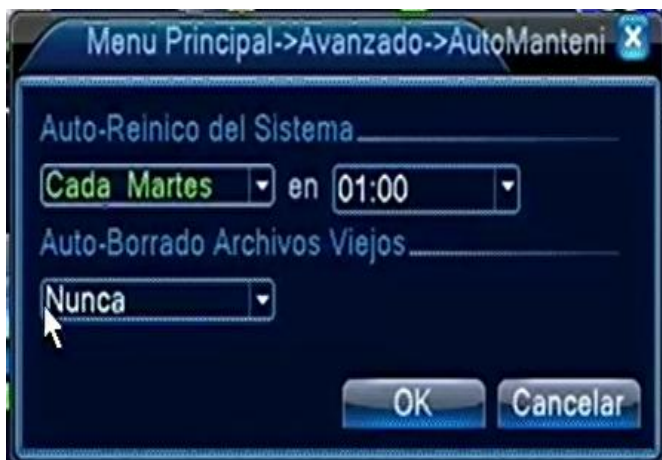 Menu Principal->Avanzado->AutoManteni
Auto-Reinico del Sistema
Cada Martes en 01:00
Auto-Borrado Archivos Viejos
Nunca
OK Cancelar